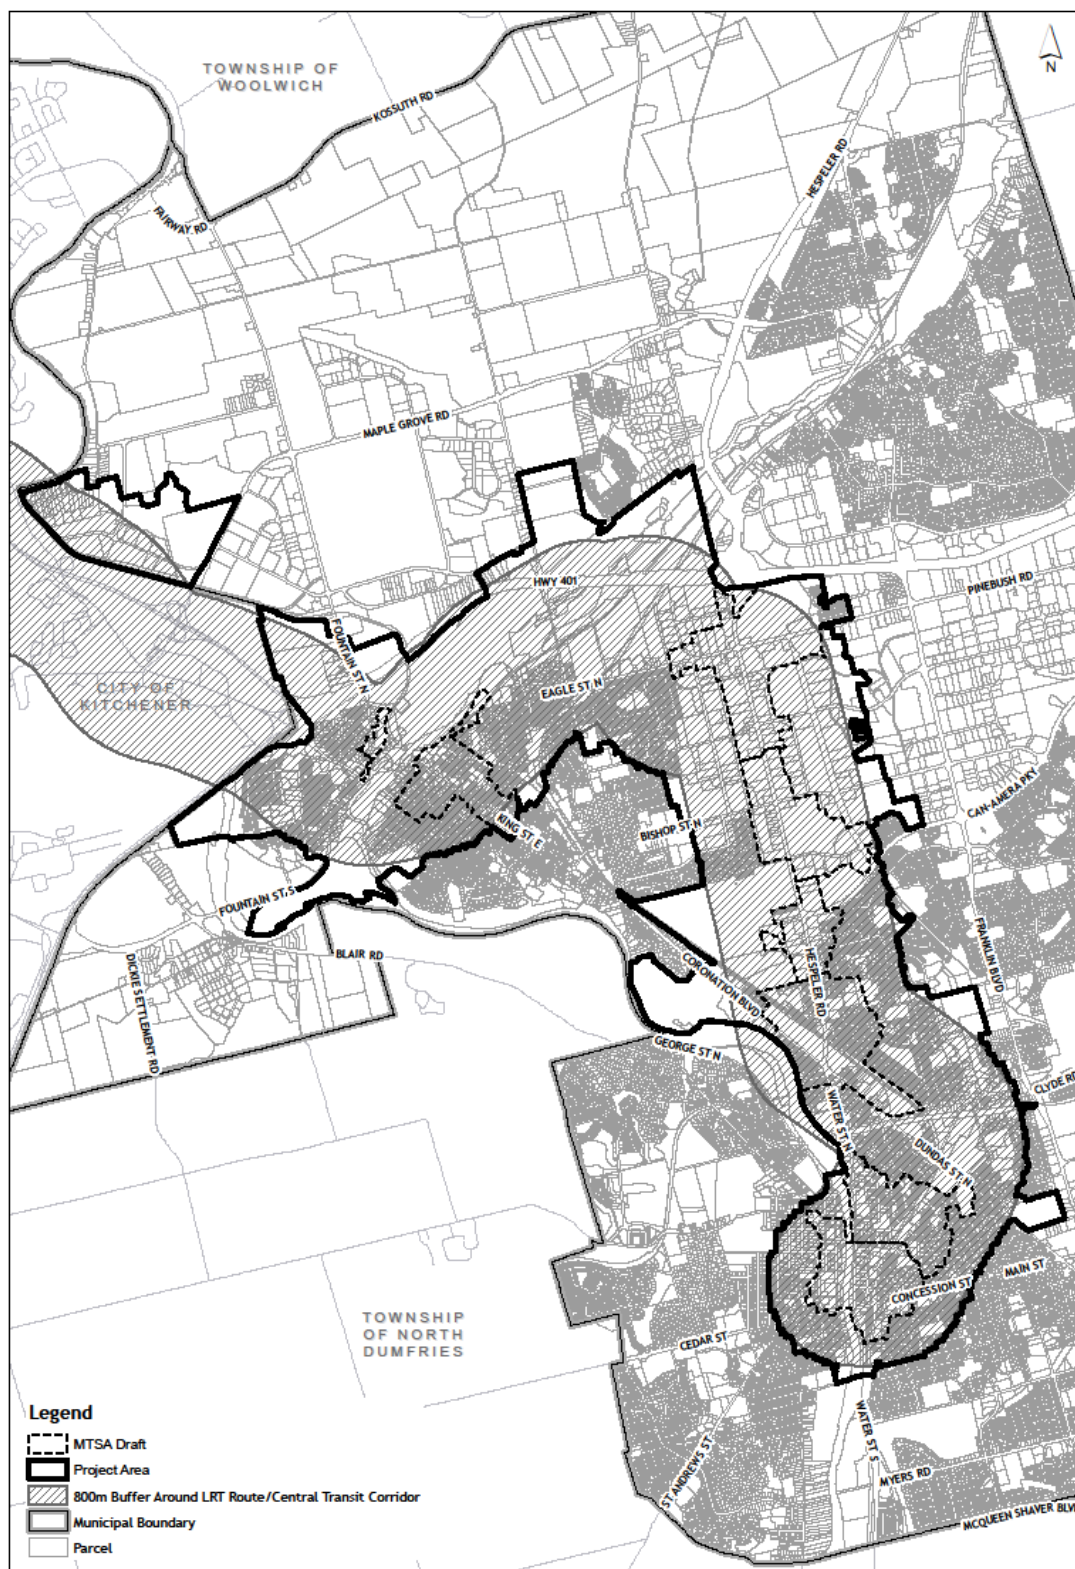 N
TOWNSHIP OF
WOOLWICH
KOSSUTH RD
HESPELER RD
FAIRWAY RD
MAPLE GROVE RD
HWY 401
PINEBUSH RD
FOUNTAIN ST N
CITY OF
KITCHENER
EAGLE ST N
CAN-AMERA PKY
KING ST E
BISHOP ST N
FOUNTAIN ST S
BLAIR RD
DICKIE SETTLEMENT RD
FRANKLIN BLVD
HESPELER RD
CORONATION BLVD
GEORGE ST N
CLYDE RD
WATER ST N
DUNDAS ST N
MAIN ST
CONCESSION ST
TOWNSHIP
OF NORTH
DUMFRIES
CEDAR ST
WATER ST S
ST ANDREWS ST
MYERS RD
MCQUEEN SHAVER BLV
Legend
MTSA Draft
Project Area
800m Buffer Around LRT Route/Central Transit Corridor
Municipal Boundary
Parcel